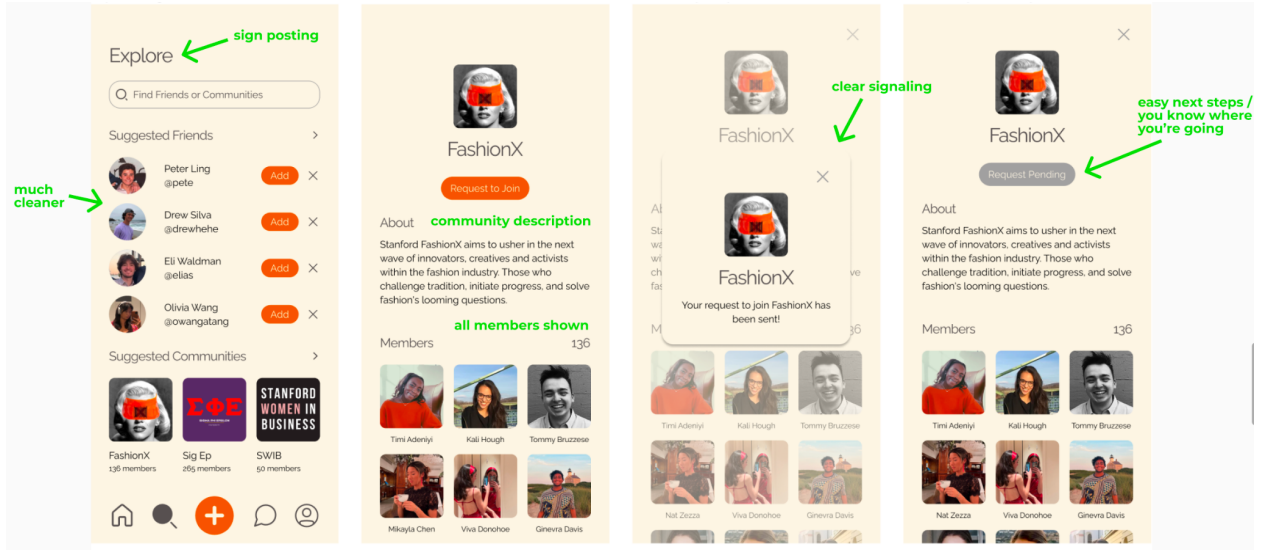 sign posting
Explore
Find Friends or Communities
Suggested Friends
Peter Ling
@pete
Add
Drew Silva
@drewhehe
Add
Eli Waldman
@elias
Add
Olivia Wang
@owangatang
Add
much
cleaner
Suggested Communities
STANFORD
WOMEN IN
BUSINESS
ΣΦΕ
FashionX
136 members
Sig Ep
265 members
SWIB
50 members
FashionX
Request to Join
About
community description
Stanford FashionX aims to usher in the next
wave of innovators, creatives and activists
within the fashion industry. Those who
challenge tradition, initiate progress, and solve
fashion's looming questions.
all members shown
Members
136
Timi Adeniyi
Kali Hough
Tommy Bruzzese
Mikayla Chen
Viva Donohoe
Ginevra Davis
clear signaling
FashionX
FashionX
Your request to join FashionX has
been sent!
Timi Adeniyi
Kali Hough
Tommy Bruzzese
Nat Zezza
Viva Donohoe
Ginevra Davis
easy next steps /
you know where
you're going
FashionX
Request Pending
About
Stanford FashionX aims to usher in the next
wave of innovators, creatives and activists
within the fashion industry. Those who
challenge tradition, initiate progress, and solve
fashion's looming questions.
Members
136
Timi Adeniyi
Kali Hough
Tommy Bruzzese
Nat Zezza
Viva Donohoe
Ginevra Davis